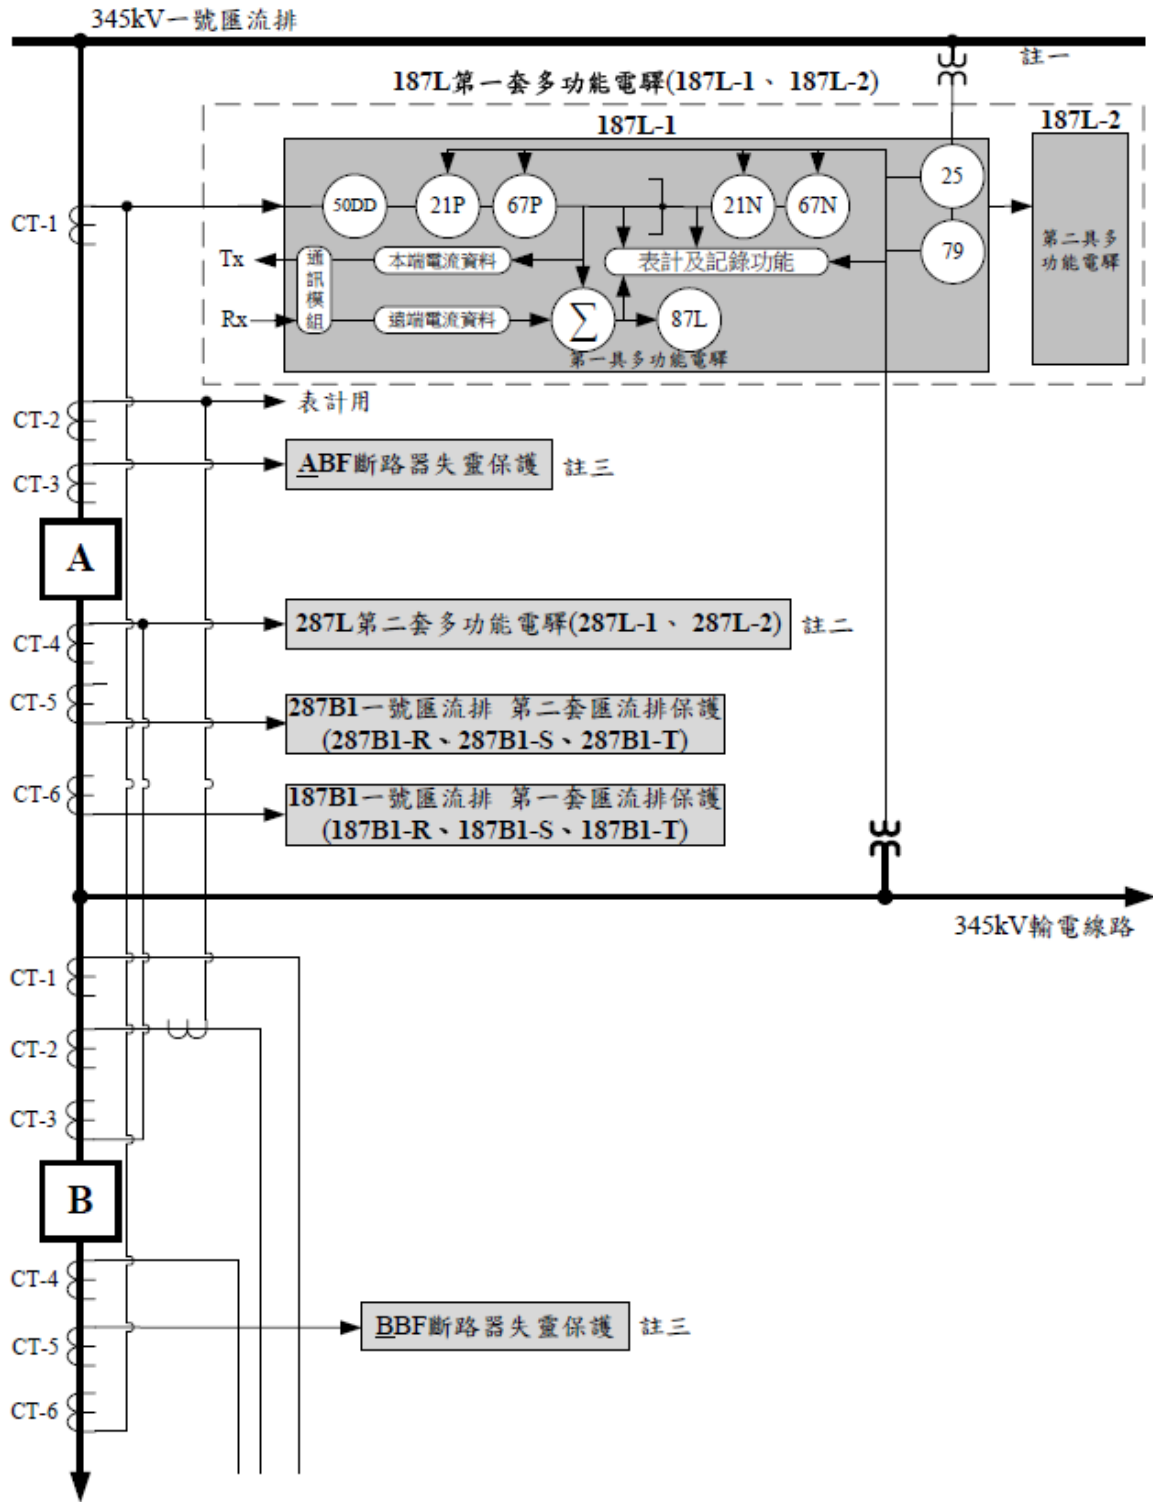 345kV一號匯流排
註一
187L第一套多功能電驛(187L-1、187L-2)
187L-1
187L-2
CT-1
50DD
21P
67P
21N
67N
25
79
第二具多
功能電驛
Tx
Rx
通訊模組
本端電流資料
遠端電流資料
表計及記錄功能
∑
87L
第一具多功能電驛
CT-2
表計用
CT-3
ABF斷路器失靈保護
註三
A
CT-4
287L第二套多功能電驛(287L-1、287L-2)
註二
CT-5
287B1一號匯流排 第二套匯流排保護
(287B1-R、287B1-S、287B1-T)
CT-6
187B1一號匯流排 第一套匯流排保護
(187B1-R、187B1-S、187B1-T)
345kV輸電線路
CT-1
CT-2
CT-3
B
CT-4
CT-5
BBF斷路器失靈保護
註三
CT-6